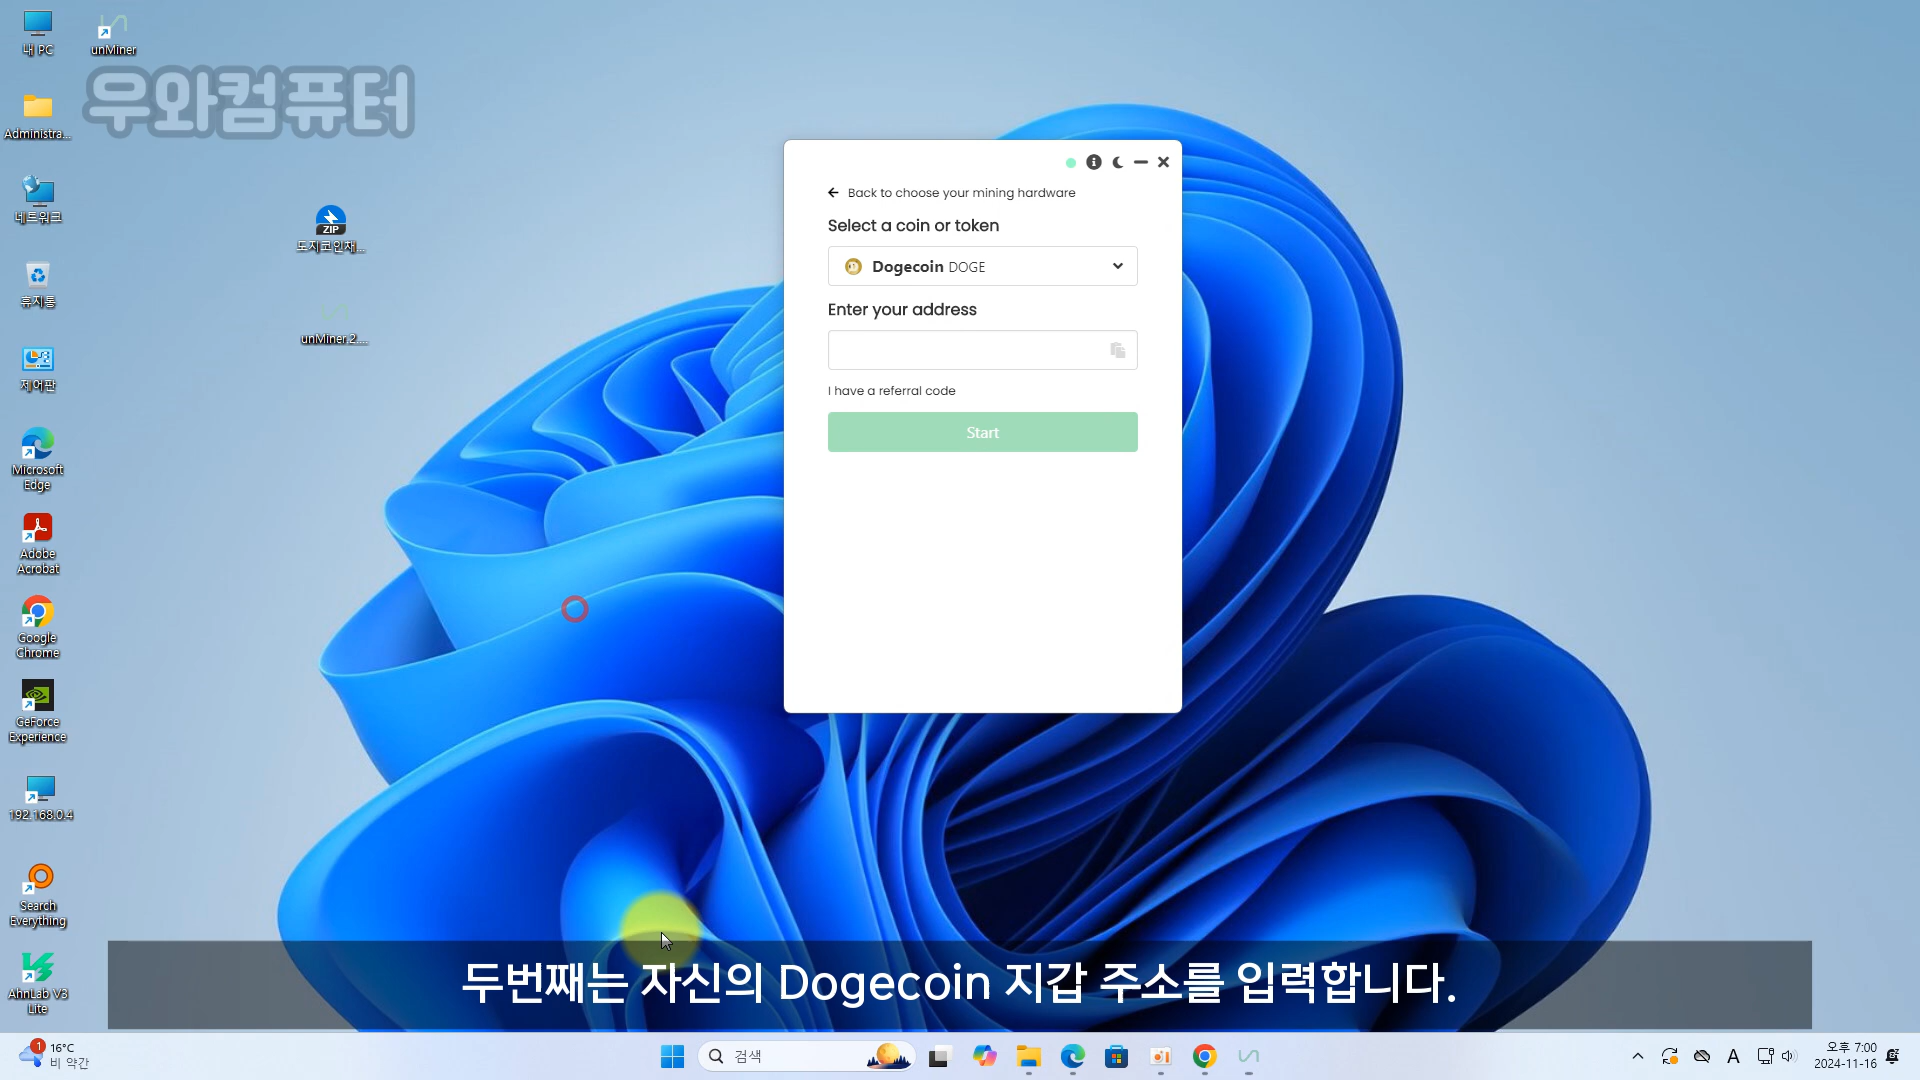 내 PC
unMiner
우와컴퓨터
Administra...
네트워크
ZIP
도지코인채...
휴지통
unMiner.2....
제어판
Microsoft
Edge
Adobe
Acrobat
Google
Chrome
GeForce
Experience
192.168.0.4
Search
Everything
AhnLab V3
Lite
Back to choose your mining hardware
Select a coin or token
Dogecoin DOGE
Enter your address
I have a referral code
Start
두번째는 자신의 Dogecoin 지갑 주소를 입력합니다.
1
16°C
비 약간
검색
A
오후 7:00
2024-11-16